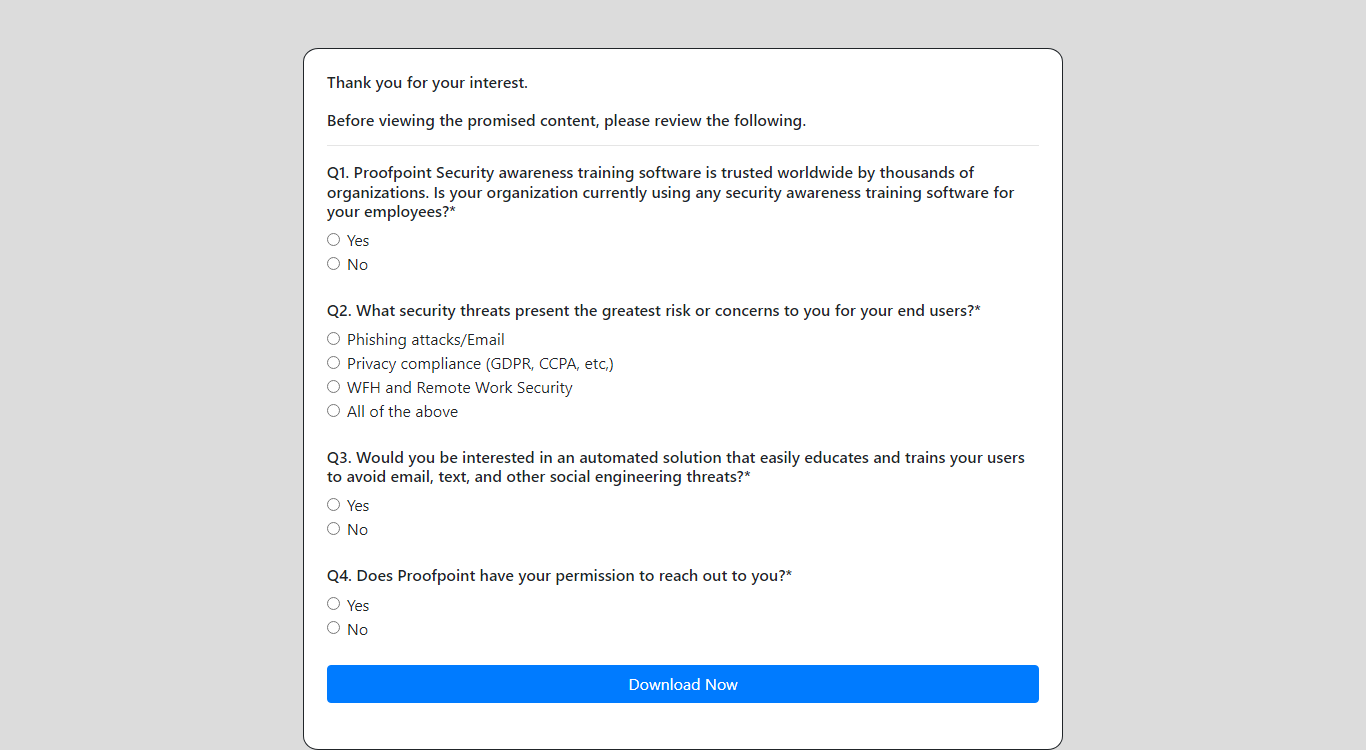 Thank you for your interest.
Before viewing the promised content, please review the following.
Q1. Proofpoint Security awareness training software is trusted worldwide by thousands of
organizations. Is your organization currently using any security awareness training software for
your employees?*
Yes
No
Q2. What security threats present the greatest risk or concerns to you for your end users?*
Phishing attacks/Email
Privacy compliance (GDPR, CCPA, etc,)
WFH and Remote Work Security
All of the above
Q3. Would you be interested in an automated solution that easily educates and trains your users
to avoid email, text, and other social engineering threats?*
Yes
No
Q4. Does Proofpoint have your permission to reach out to you?*
Yes
No
Download Now